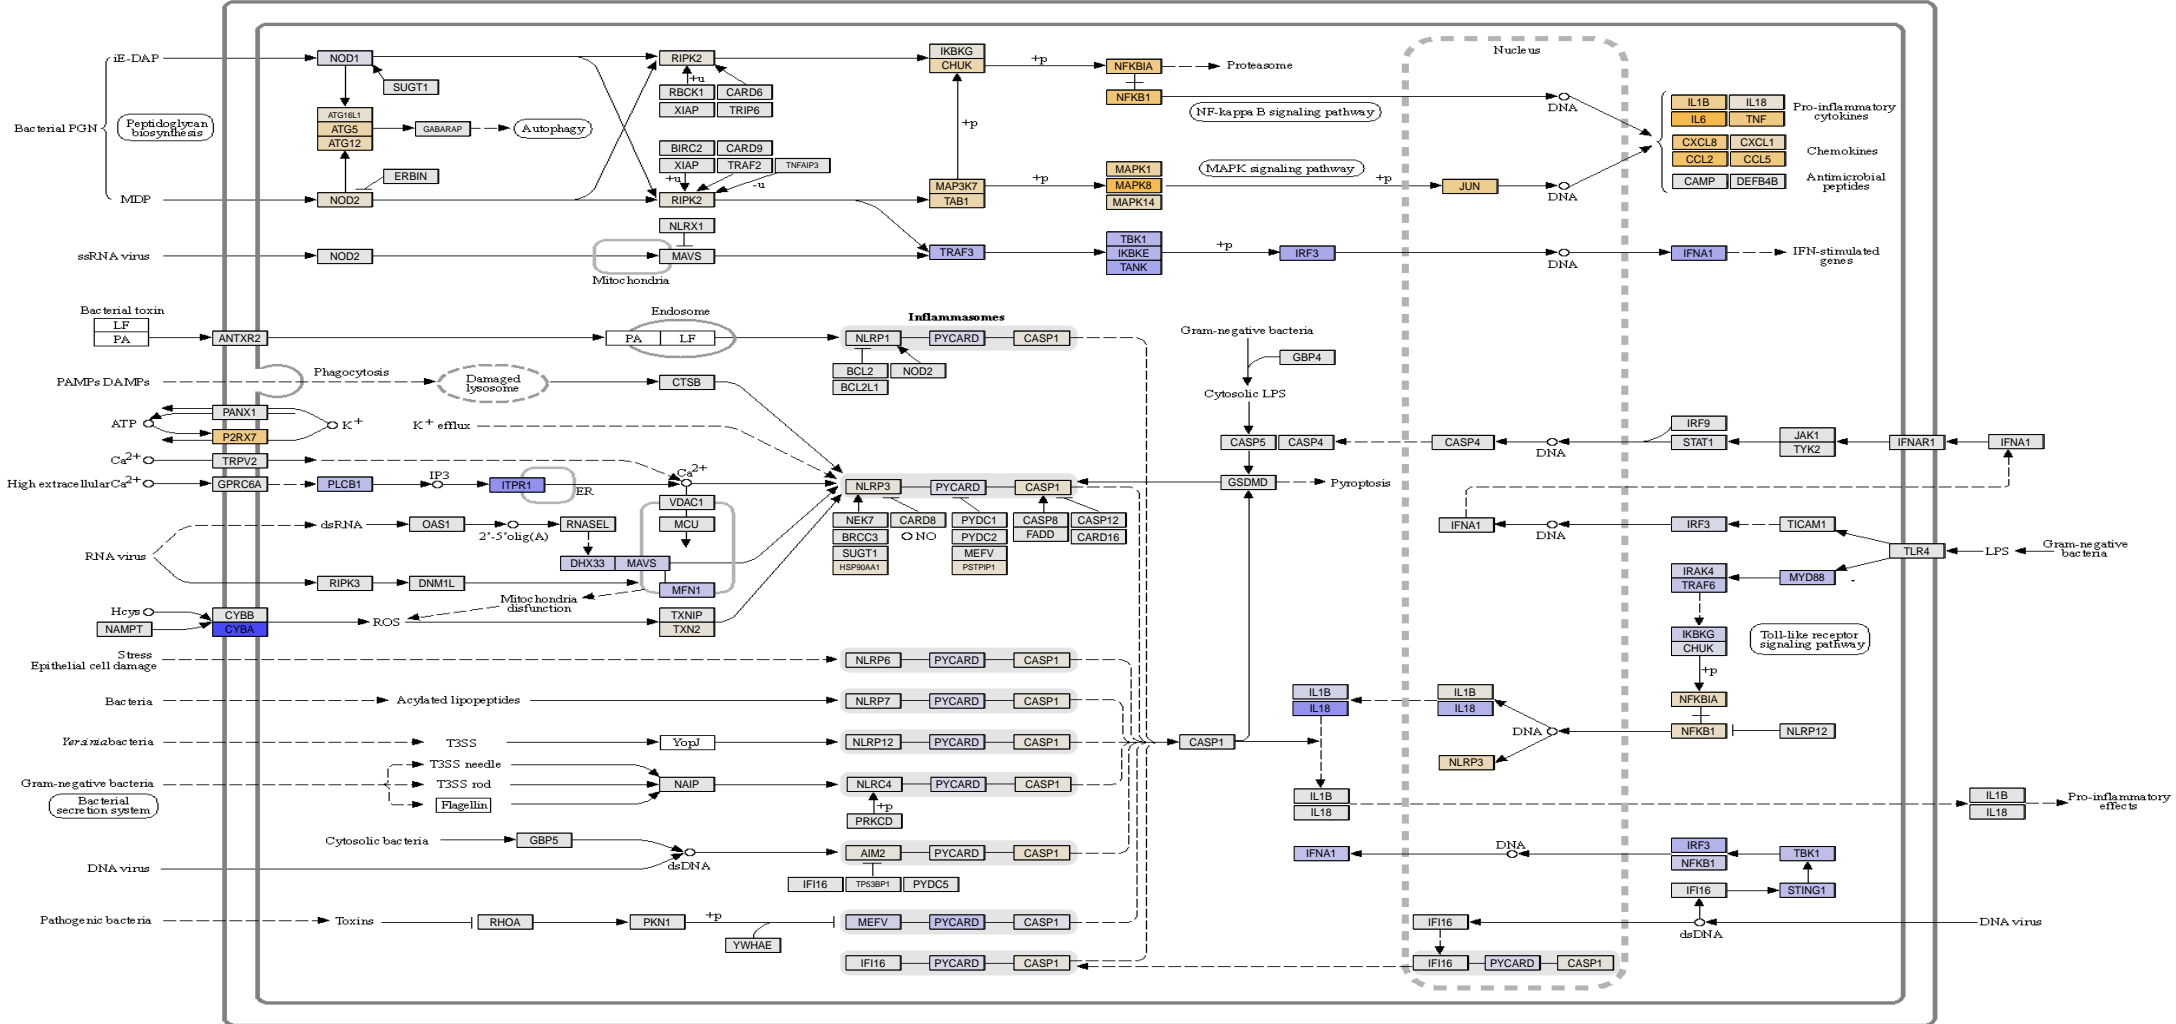 Nucleus
iE-DAP
NOD1
SUGT1
RIPK2
+u
RBCK1
CARD6
XIAP
TRIP6
IKBKG
CHUK
+p
NFKBIA
Proteasome
NFKB1
NF-kappa B signaling pathway
DNA
IL1B
IL18
IL6
TNF
Pro-inflammatory
cytokines
CXCL8
CXCL1
CCL2
CCL5
Chemokines
CAMP
DEFB4B
Antimicrobial
peptides
Bacterial PGN
Peptidoglycan
biosynthesis
ATG16L1
ATG5
ATG12
GABARAP
Autophagy
+p
BIRC2
CARD9
XIAP
TRAF2
TNFAIP3
+u
-u
ERBIN
MDP
NOD2
RIPK2
MAP3K7
TAB1
+p
MAPK1
MAPK8
MAPK14
MAPK signaling pathway
+p
JUN
DNA
NLRX1
ssRNA virus
NOD2
MAVS
Mitochondria
TRAF3
TBK1
IKBKE
TANK
+p
IRF3
DNA
IFNA1
IFN-stimulated
genes
Bacterial toxin
LF
PA
ANTXR2
Endosome
PA
LF
Inflammasomes
NLRP1
PYCARD
CASP1
BCL2
NOD2
BCL2L1
Gram-negative bacteria
GBP4
Cytosolic LPS
PAMPs DAMPs
Phagocytosis
Damaged
lysosome
CTSB
PANX1
ATP
K+
P2RX7
K+ efflux
CASP5
CASP4
CASP4
DNA
IRF9
STAT1
JAK1
TYK2
IFNAR1
IFNA1
Ca2+
TRPV2
High extracellularCa2+
GPRC6A
PLCB1
IP3
ITPR1
ER
Ca2+
VDAC1
MCU
NLRP3
PYCARD
CASP1
GSDMD
Pyroptosis
NEK7
CARD8
BRCC3
NO
SUGT1
HSP90AA1
PYDC1
PYDC2
MEFV
PSTPIP1
CASP8
FADD
CASP12
CARD16
IFNA1
DNA
IRF3
TICAM1
TLR4
LPS
Gram-negative
bacteria
dsRNA
OAS1
2'-5'olig(A)
RNASEL
RNA virus
DHX33
MAVS
RIPK3
DNM1L
MFN1
Mitochondria
disfunction
IRAK4
TRAF6
MYD88
-
Hcys
NAMPT
CYBB
CYBA
ROS
TXNIP
TXN2
IKBKG
CHUK
+p
Toll-like receptor
signaling pathway
Stress
Epithelial cell damage
NLRP6
PYCARD
CASP1
Bacteria
Acylated lipopeptides
NLRP7
PYCARD
CASP1
IL1B
IL18
IL1B
IL18
NFKBIA
NFKB1
NLRP12
DNA
NLRP3
Yersiniabacteria
T3SS
YopJ
NLRP12
PYCARD
CASP1
CASP1
Gram-negative bacteria
Bacterial
secretion system
T3SS needle
T3SS rod
Flagellin
NAIP
NLRC4
PYCARD
CASP1
+p
PRKCD
IL1B
IL18
IL1B
IL18
Pro-inflammatory
effects
Cytosolic bacteria
GBP5
DNA virus
dsDNA
AIM2
PYCARD
CASP1
IFI16
TP53BP1
PYDC5
IFNA1
DNA
IRF3
NFKB1
TBK1
IFI16
STING1
Pathogenic bacteria
Toxins
RHOA
PKN1
+p
YWHAE
MEFV
PYCARD
CASP1
IFI16
dsDNA
DNA virus
IFI16
PYCARD
CASP1
IFI16
PYCARD
CASP1